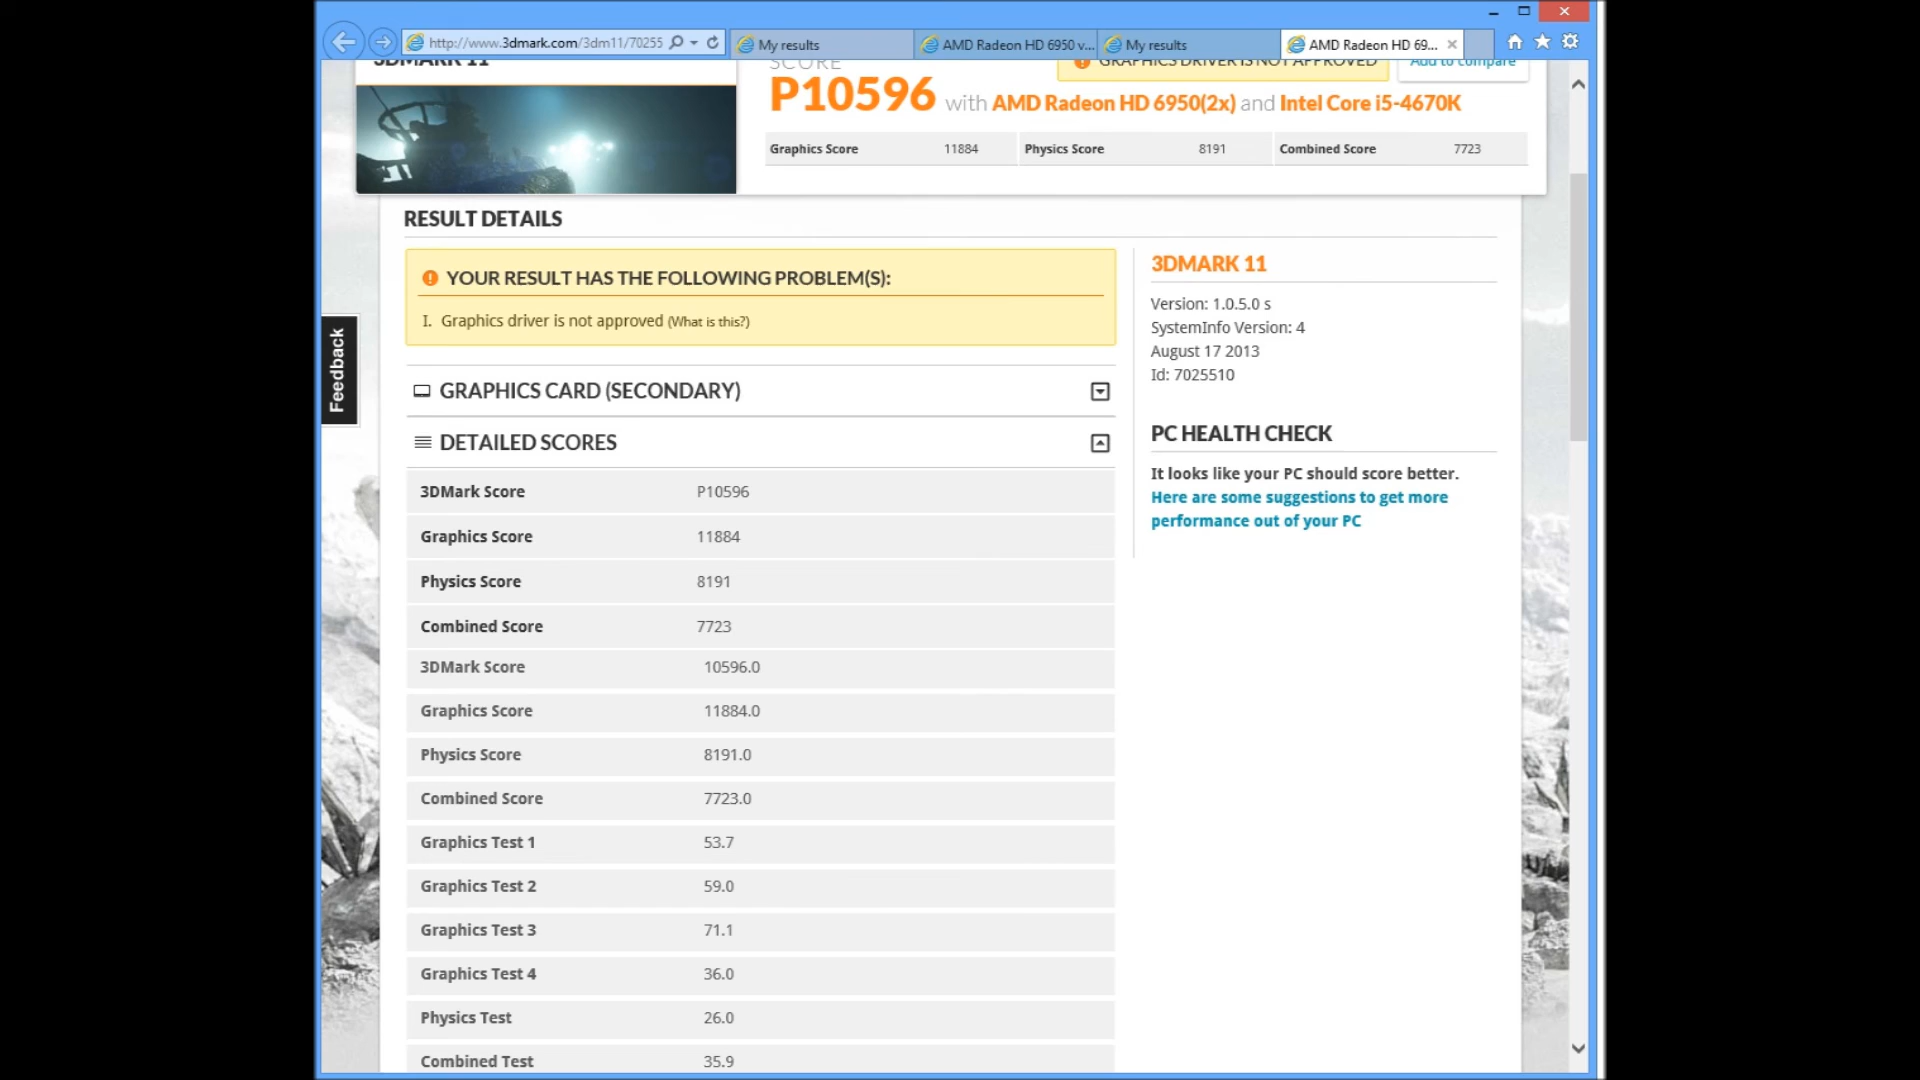 http://www.3dmark.com/3dm11/70255
My results
AMD Radeon HD 6950 v...
My results
AMD Radeon HD 69...
3DMARK 11
SCORE
GRAPHICS DRIVER IS NOT APPROVED
Add to compare
P10596 with AMD Radeon HD 6950(2x) and Intel Core i5-4670K
Graphics Score 11884 Physics Score 8191 Combined Score 7723
RESULT DETAILS
YOUR RESULT HAS THE FOLLOWING PROBLEM(S):
I. Graphics driver is not approved (What is this?)
Feedback
GRAPHICS CARD (SECONDARY)
DETAILED SCORES
3DMark Score P10596
Graphics Score 11884
Physics Score 8191
Combined Score 7723
3DMark Score 10596.0
Graphics Score 11884.0
Physics Score 8191.0
Combined Score 7723.0
Graphics Test 1 53.7
Graphics Test 2 59.0
Graphics Test 3 71.1
Graphics Test 4 36.0
Physics Test 26.0
Combined Test 35.9
3DMARK 11
Version: 1.0.5.0 s
SystemInfo Version: 4
August 17 2013
Id: 7025510
PC HEALTH CHECK
It looks like your PC should score better.
Here are some suggestions to get more
performance out of your PC